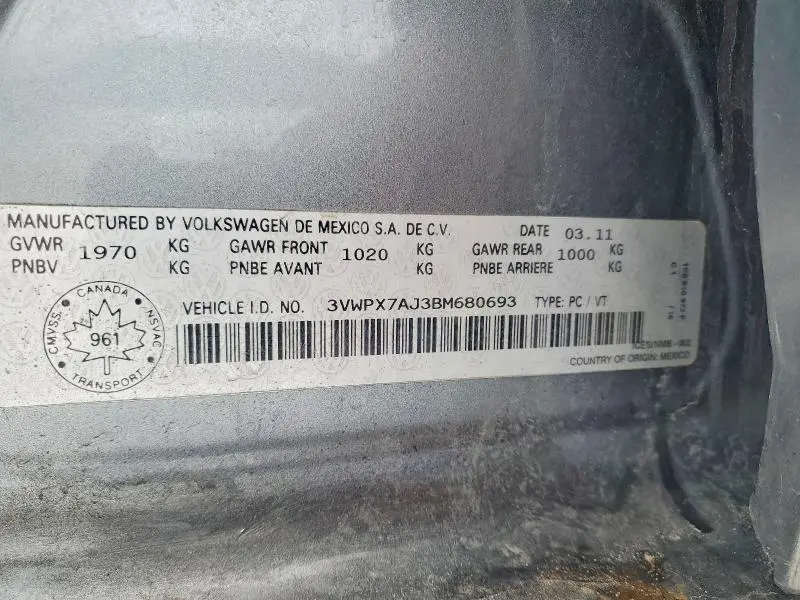 MANUFACTURED BY VOLKSWAGEN DE MEXICO S.A. DE C.V. DATE 03.11
GVWR 1970 KG GAWR FRONT 1020 KG GAWR REAR 1000 KG
PNBV KG PNBE AVANT KG PNBE ARRIERE KG
VEHICLE I.D. NO. 3VWPX7AJ3BM680693 TYPE: PC / VT
CANADA
CMVSS. 961 NSVAC
TRANSPORT
COUNTRY OF ORIGIN: MEXICO